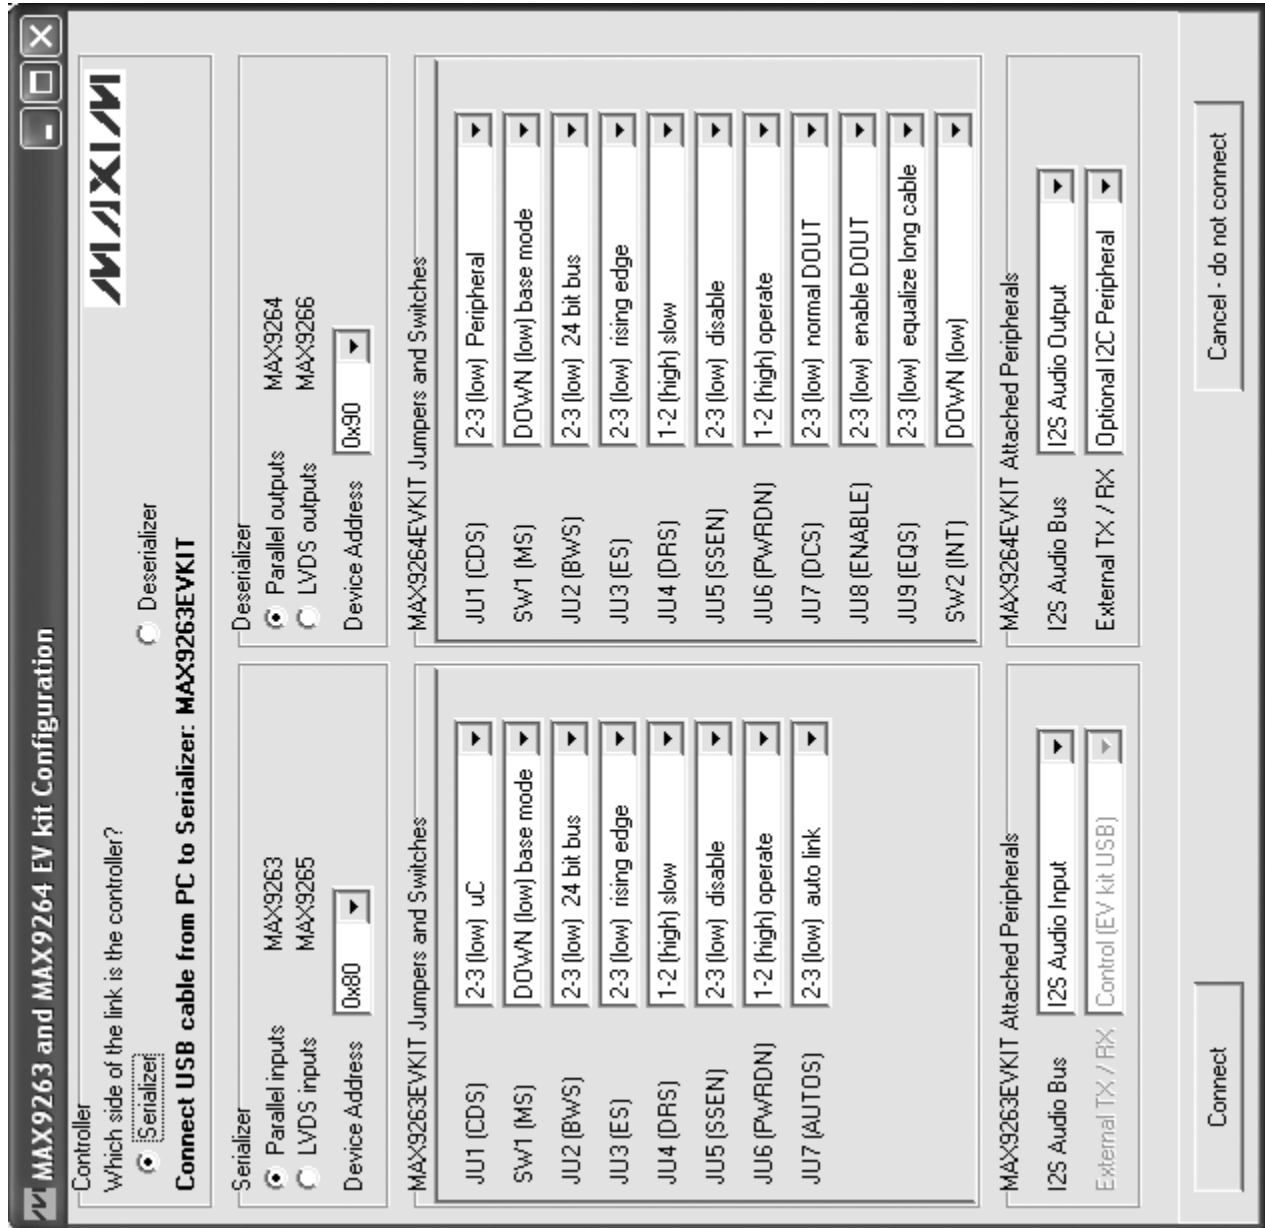 MAX9263 and MAX9264 EV kit Configuration
MAXIM
Controller
Which side of the link is the controller?
Serializer
Deserializer
Connect USB cable from PC to Serializer: MAX9263EVKIT
Serializer
Parallel inputs MAX9263
LVDS inputs MAX9265
Device Address 0x80
MAX9263EVKIT Jumpers and Switches
JU1 (CDS) 2-3 (low) uC
SW1 (MS) DOWN (low) base mode
JU2 (BWS) 2-3 (low) 24 bit bus
JU3 (ES) 2-3 (low) rising edge
JU4 (DRS) 1-2 (high) slow
JU5 (SSEN) 2-3 (low) disable
JU6 (PWRDN) 1-2 (high) operate
JU7 (AUTOS) 2-3 (low) auto link
MAX9263EVKIT Attached Peripherals
I2S Audio Bus I2S Audio Input
External TX / RX Control (EV kit USB)
Deserializer
Parallel outputs MAX9264
LVDS outputs MAX9266
Device Address 0x90
MAX9264EVKIT Jumpers and Switches
JU1 (CDS) 2-3 (low) Peripheral
SW1 (MS) DOWN (low) base mode
JU2 (BWS) 2-3 (low) 24 bit bus
JU3 (ES) 2-3 (low) rising edge
JU4 (DRS) 1-2 (high) slow
JU5 (SSEN) 2-3 (low) disable
JU6 (PWRDN) 1-2 (high) operate
JU7 (DCS) 2-3 (low) normal DOUT
JU8 (ENABLE) 2-3 (low) enable DOUT
JU9 (EQS) 2-3 (low) equalize long cable
SW2 (INT) DOWN (low)
MAX9264EVKIT Attached Peripherals
I2S Audio Bus I2S Audio Output
External TX / RX Optional I2C Peripheral
Connect
Cancel - do not connect